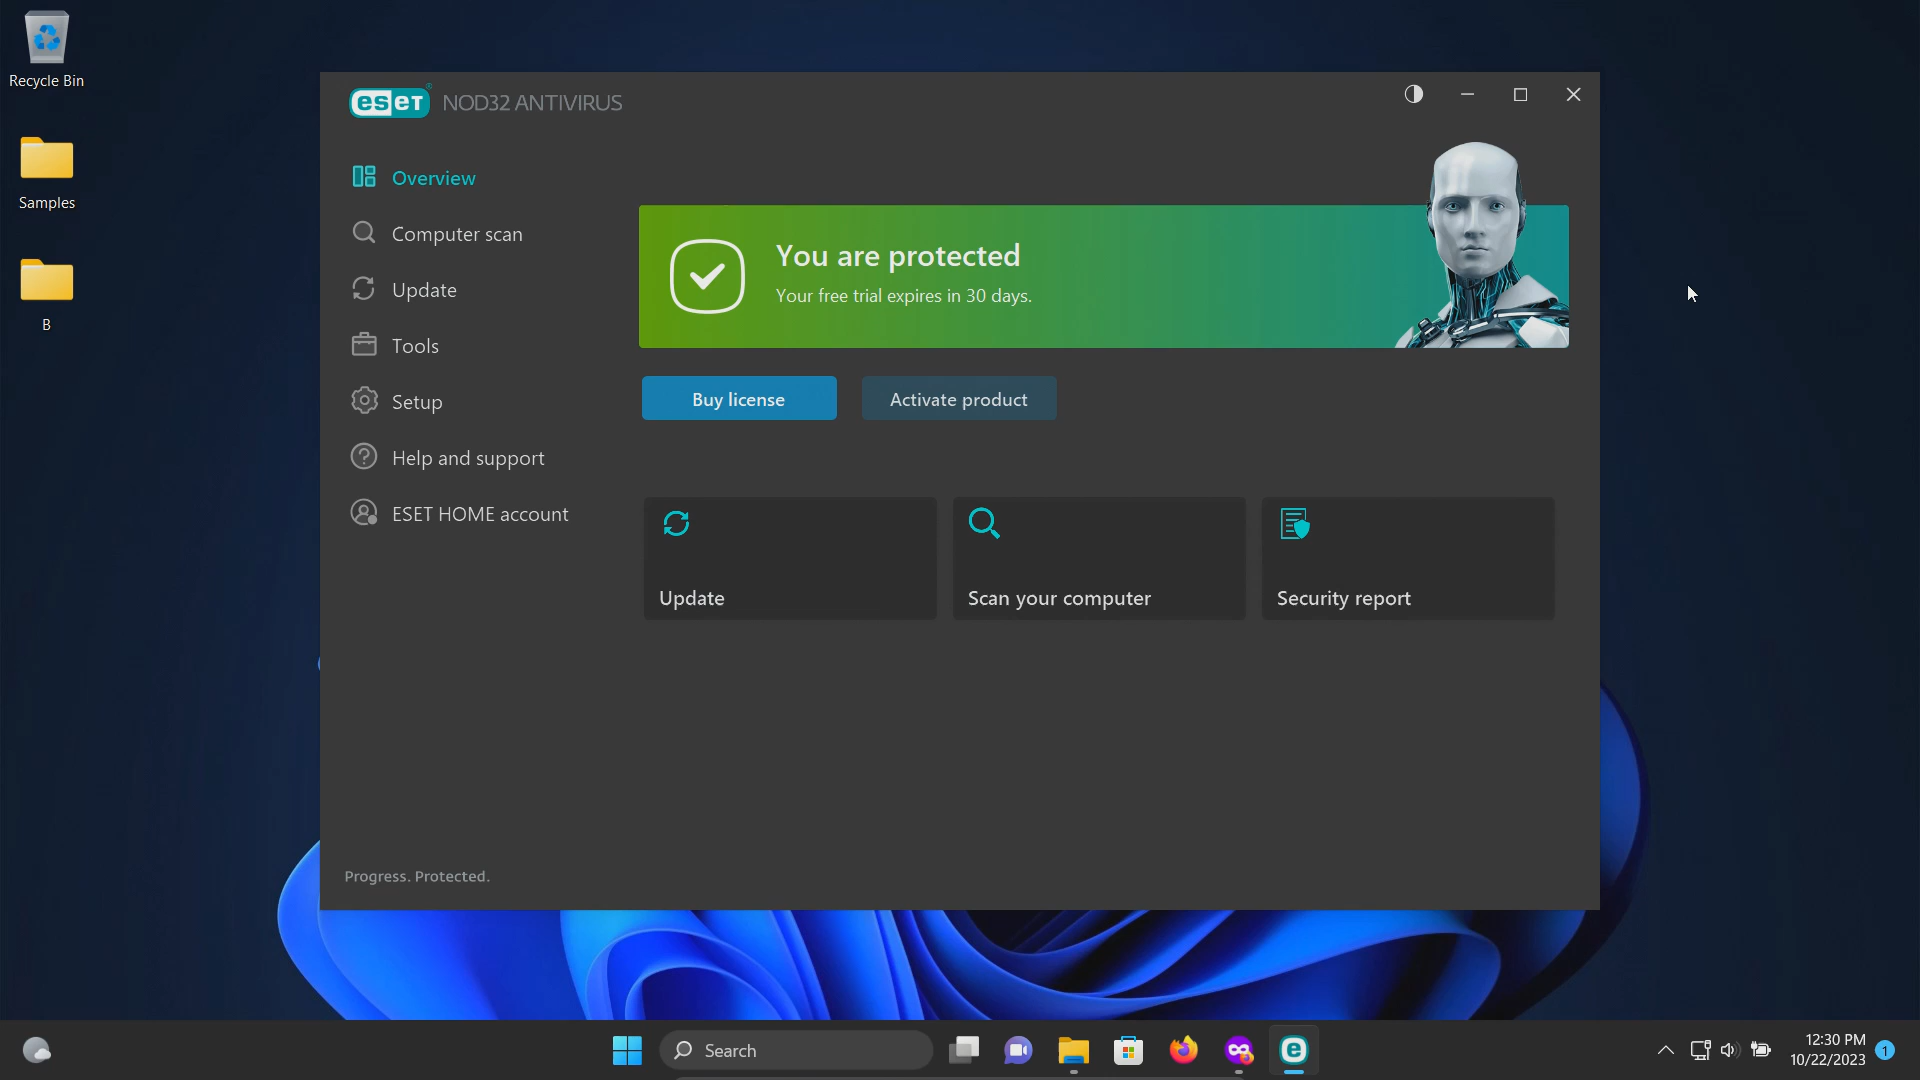 Recycle Bin
Samples
B
eset NOD32 ANTIVIRUS
Overview
Computer scan
Update
Tools
Setup
Help and support
ESET HOME account
You are protected
Your free trial expires in 30 days.
Buy license
Activate product
Update
Scan your computer
Security report
Progress. Protected.
Search
e
12:30 PM
10/22/2023
1